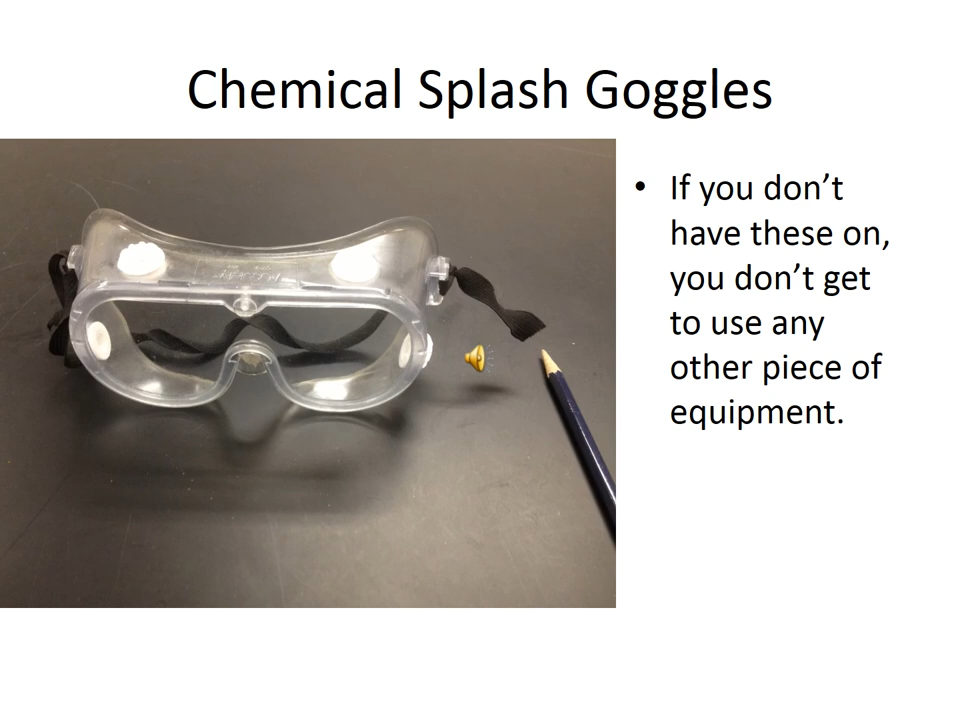 Chemical Splash Goggles
• If you don’t
have these on,
you don’t get
to use any
other piece of
equipment.